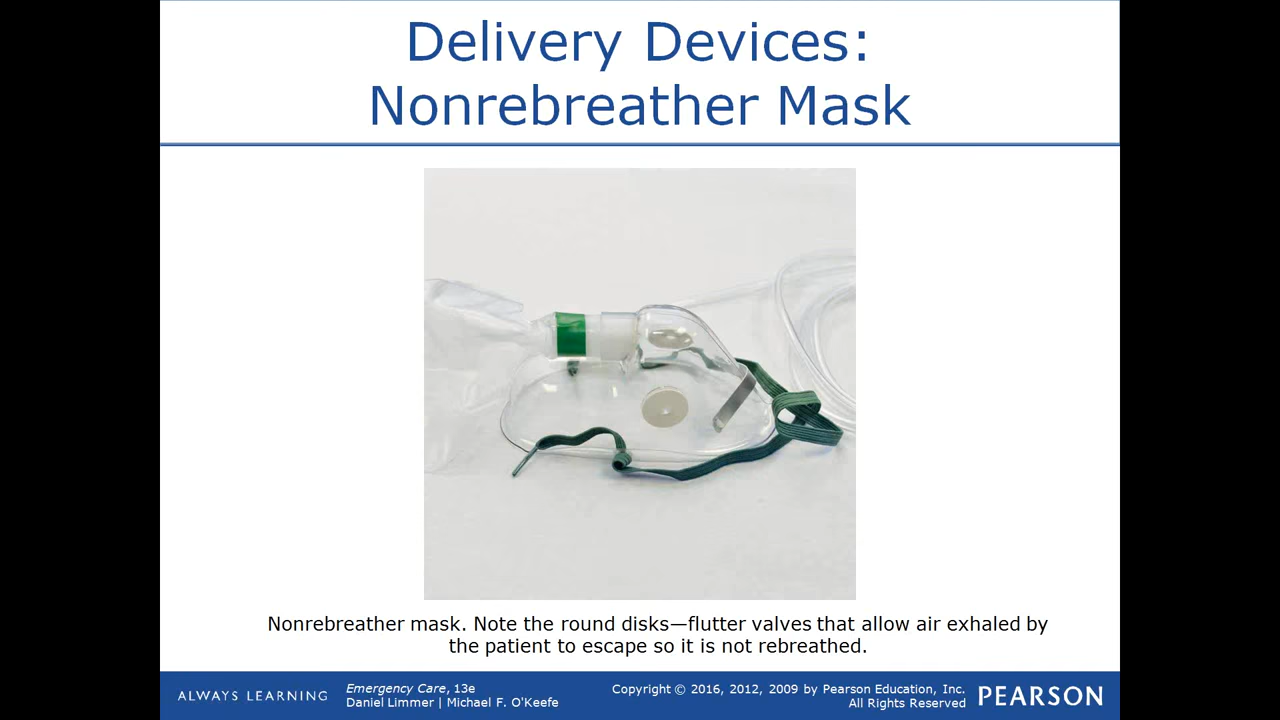 Delivery Devices:
Nonrebreather Mask
Nonrebreather mask. Note the round disks—flutter valves that allow air exhaled by
the patient to escape so it is not rebreathed.
ALWAYS LEARNING
Emergency Care, 13e
Daniel Limmer | Michael F. O'Keefe
Copyright © 2016, 2012, 2009 by Pearson Education, Inc.
All Rights Reserved
PEARSON